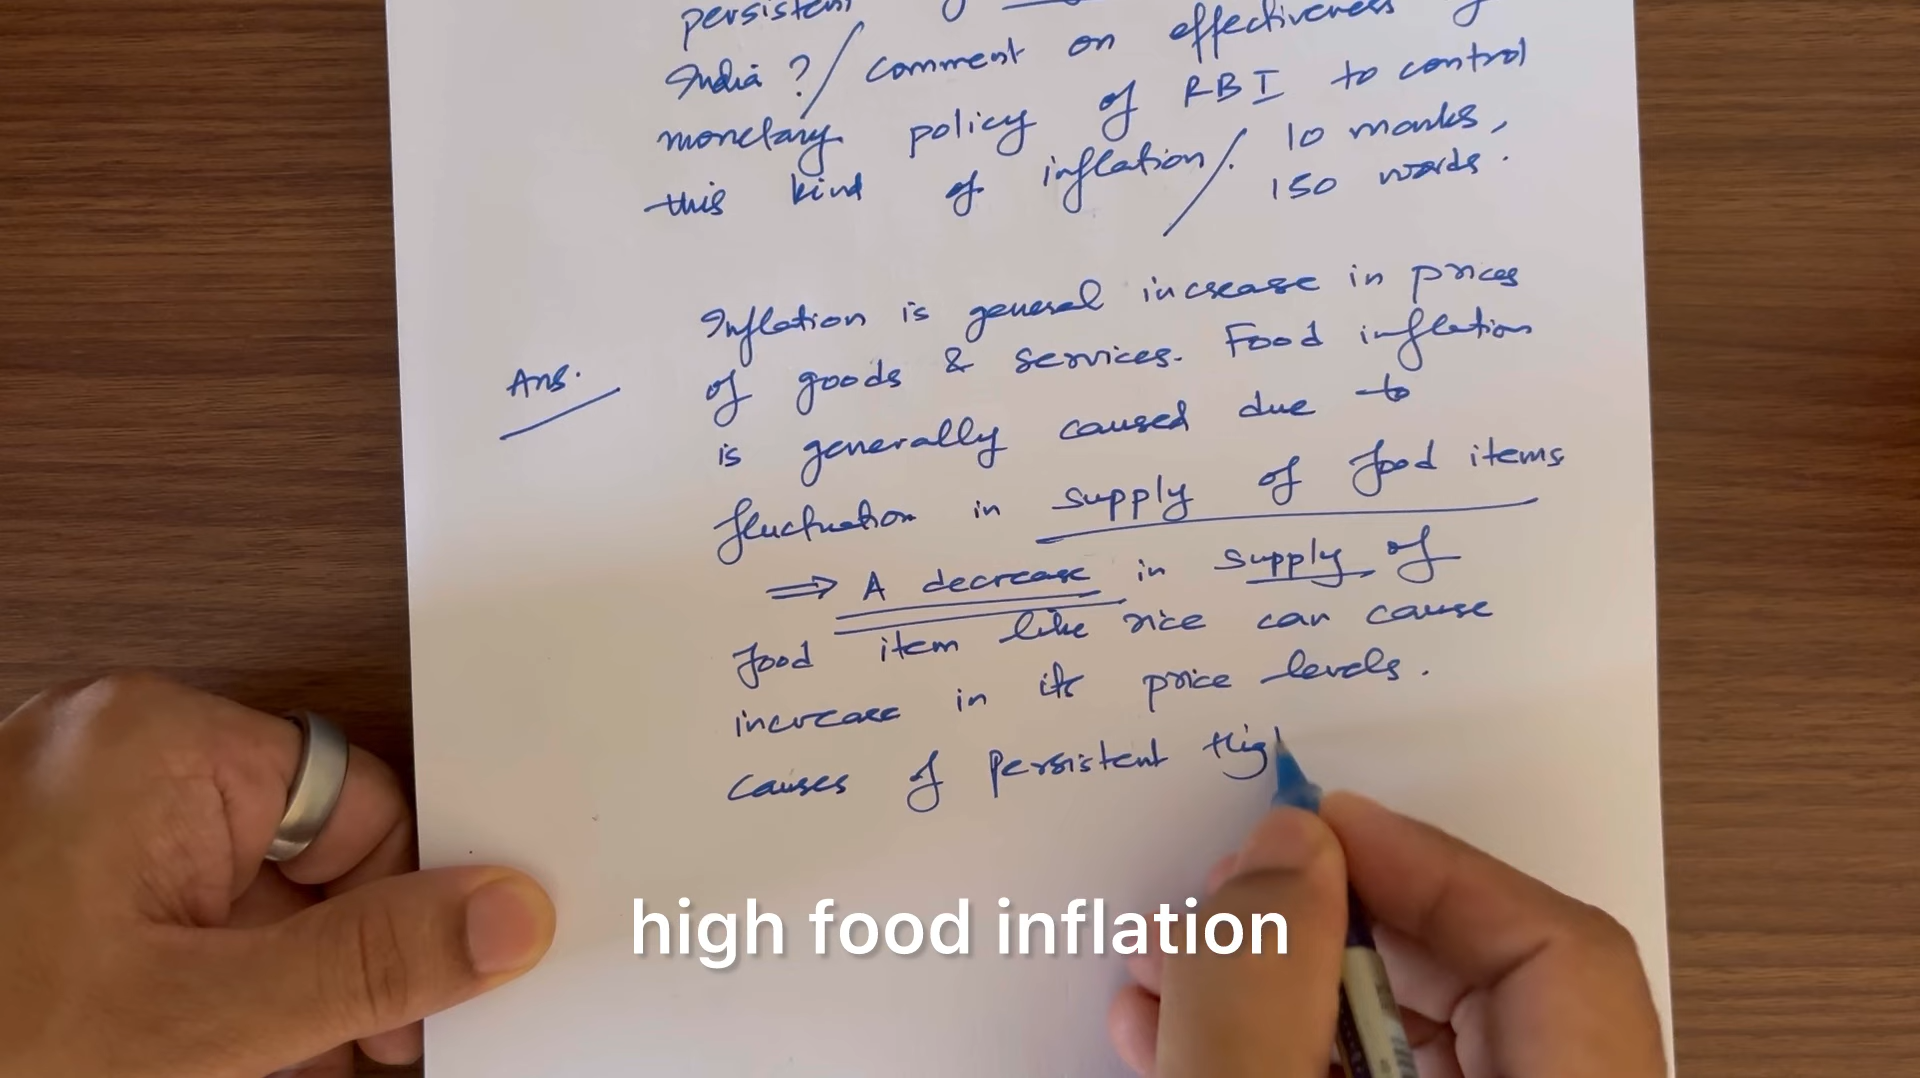 persistent
India ? / comment on effectiveness of
monetary policy of RBI to control
this kind of inflation /. 10 marks,
150 words.
Ans.
Inflation is general increase in prices
of goods & services. Food inflation
is generally caused due to
fluctuation in supply of food items
⇒ A decrease in supply of
food item like rice can cause
increase in its price levels.
causes of persistent Hig
high food inflation